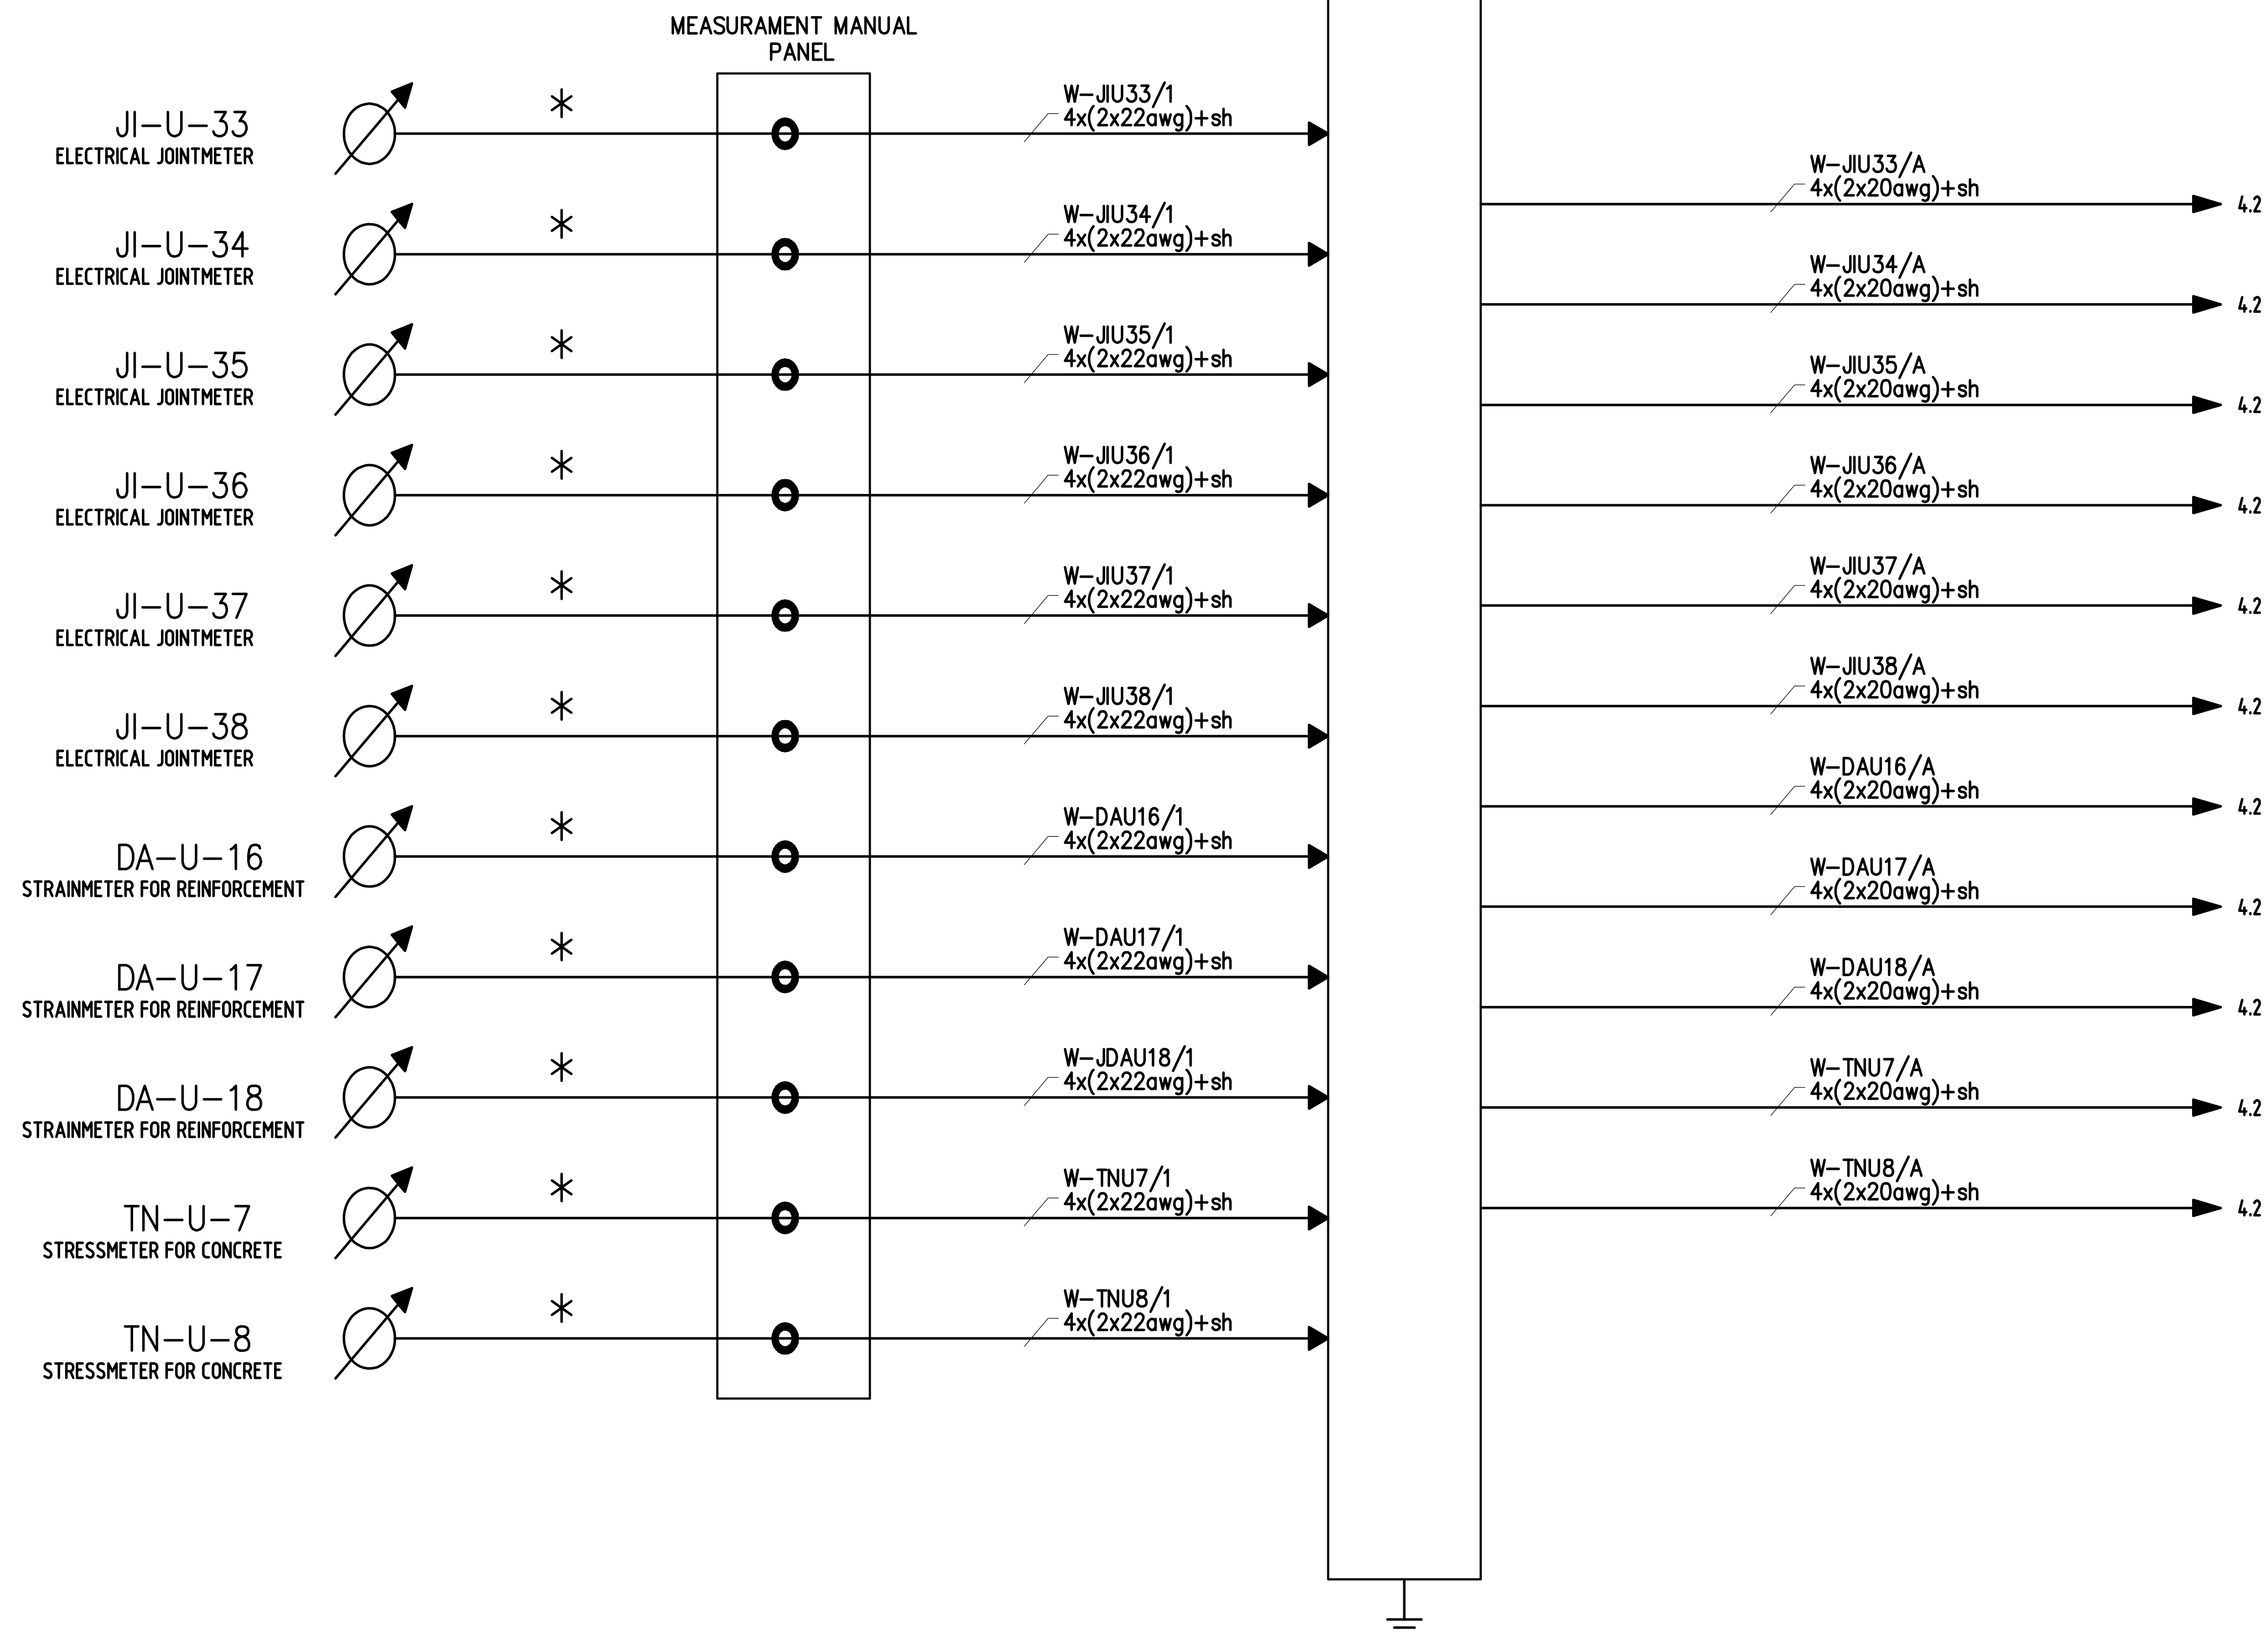 MEASURAMENT MANUAL
PANEL
JI-U-33
ELECTRICAL JOINTMETER
*
W-JIU33/1
4x(2x22awg)+sh
W-JIU33/A
4x(2x20awg)+sh
4.2
JI-U-34
ELECTRICAL JOINTMETER
*
W-JIU34/1
4x(2x22awg)+sh
W-JIU34/A
4x(2x20awg)+sh
4.2
JI-U-35
ELECTRICAL JOINTMETER
*
W-JIU35/1
4x(2x22awg)+sh
W-JIU35/A
4x(2x20awg)+sh
4.2
JI-U-36
ELECTRICAL JOINTMETER
*
W-JIU36/1
4x(2x22awg)+sh
W-JIU36/A
4x(2x20awg)+sh
4.2
JI-U-37
ELECTRICAL JOINTMETER
*
W-JIU37/1
4x(2x22awg)+sh
W-JIU37/A
4x(2x20awg)+sh
4.2
JI-U-38
ELECTRICAL JOINTMETER
*
W-JIU38/1
4x(2x22awg)+sh
W-JIU38/A
4x(2x20awg)+sh
4.2
DA-U-16
STRAINMETER FOR REINFORCEMENT
*
W-DAU16/1
4x(2x22awg)+sh
W-DAU16/A
4x(2x20awg)+sh
4.2
DA-U-17
STRAINMETER FOR REINFORCEMENT
*
W-DAU17/1
4x(2x22awg)+sh
W-DAU17/A
4x(2x20awg)+sh
4.2
DA-U-18
STRAINMETER FOR REINFORCEMENT
*
W-JDAU18/1
4x(2x22awg)+sh
W-DAU18/A
4x(2x20awg)+sh
4.2
TN-U-7
STRESSMETER FOR CONCRETE
*
W-TNU7/1
4x(2x22awg)+sh
W-TNU7/A
4x(2x20awg)+sh
4.2
TN-U-8
STRESSMETER FOR CONCRETE
*
W-TNU8/1
4x(2x22awg)+sh
W-TNU8/A
4x(2x20awg)+sh
4.2